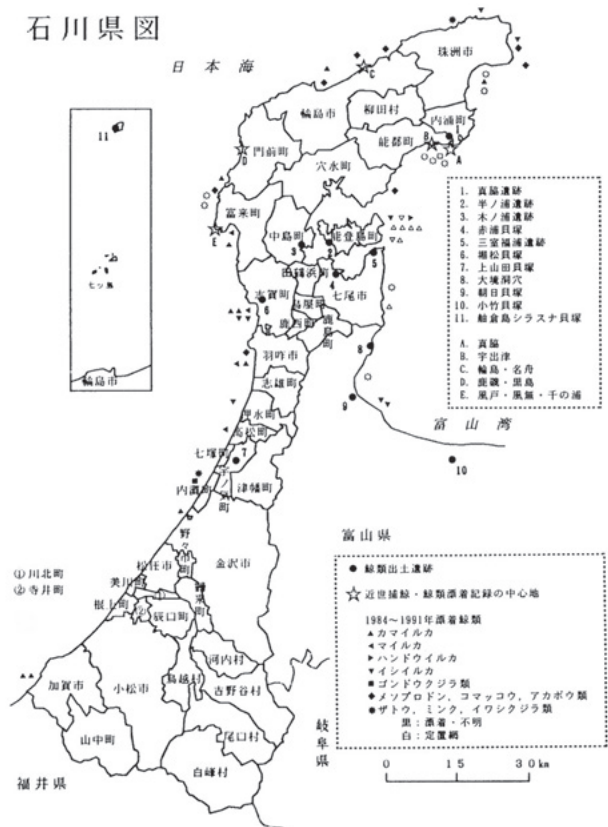 石川県図
日本海
珠洲市
C
輪島市
柳田村
内浦町
1
能都町
B
A
11
門前町
D
穴水町
七ツ島
輪島市
富来町
E
中島町
能登島町
3
2
5
田鶴浜町
4
志賀町
七尾市
6
鳥屋町
鹿西町
鹿島町
8
羽咋市
志雄町
9
押水町
高松町
富山湾
七塚町
7
10
宇ノ気町
内灘町
津幡町
富山県
野々市町
①川北町
②寺井町
松任市
金沢市
美川町
①
根上町
②
鶴来町
辰口町
河内村
加賀市
小松市
鳥越村
吉野谷村
尾口村
山中町
白峰村
岐阜県
福井県
1. 真脇遺跡
2. 半ノ浦遺跡
3. 木ノ浦遺跡
4. 赤浦貝塚
5. 三室福浦遺跡
6. 堀松貝塚
7. 上山田貝塚
8. 大境洞穴
9. 朝日貝塚
10. 小竹貝塚
11. 舳倉島シラスナ貝塚
A. 真脇
B. 宇出津
C. 輪島・名舟
D. 鹿磯・黒島
E. 風戸・風無・千の浦
● 鯨類出土遺跡
☆ 近世捕鯨・鯨類漂着記録の中心地
1984～1991年漂着鯨類
▲ カマイルカ
◀ マイルカ
▶ ハンドウイルカ
▼ イシイルカ
■ ゴンドウクジラ類
◆ メソプロドン, コマッコウ, アカボウ類
● ザトウ, ミンク, イワシクジラ類
黒：漂着・不明
白：定置網
0 15 30km